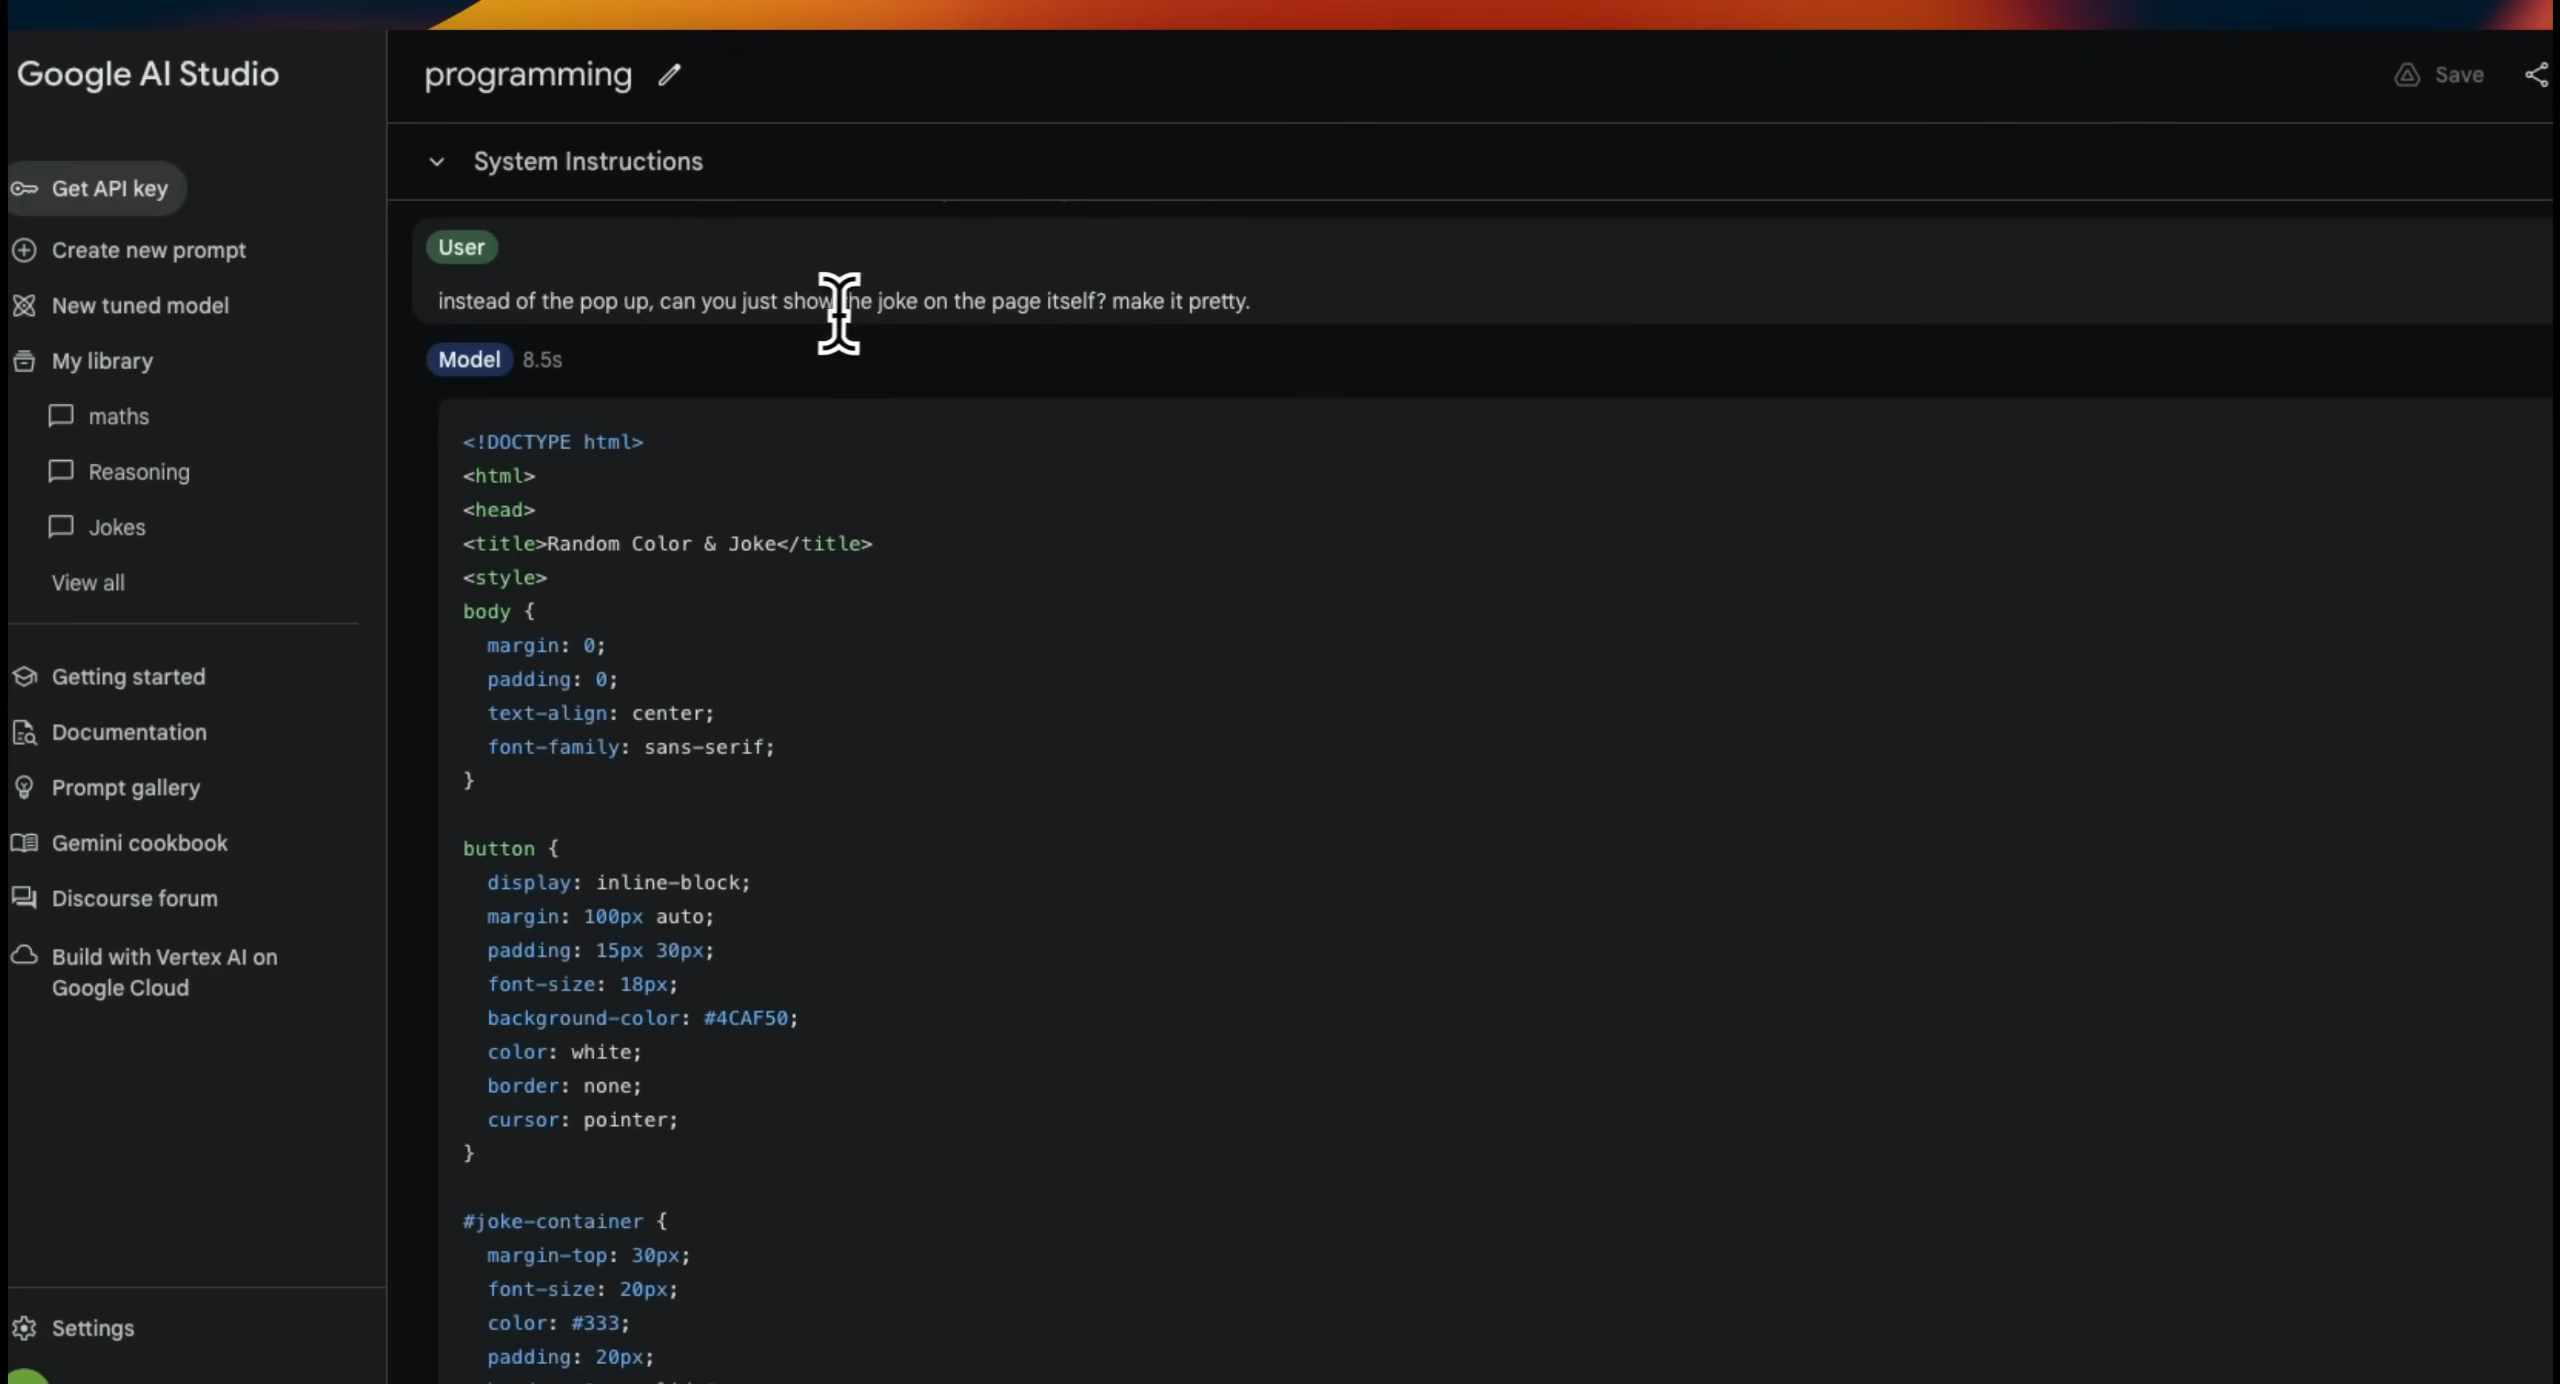 Google AI Studio
Get API key
Create new prompt
New tuned model
My library
maths
Reasoning
Jokes
View all
Getting started
Documentation
Prompt gallery
Gemini cookbook
Discourse forum
Build with Vertex AI on
Google Cloud
Settings
programming
Save
System Instructions
User
instead of the pop up, can you just show the joke on the page itself? make it pretty.
Model 8.5s
<!DOCTYPE html>
<html>
<head>
<title>Random Color & Joke</title>
<style>
body {
  margin: 0;
  padding: 0;
  text-align: center;
  font-family: sans-serif;
}
button {
  display: inline-block;
  margin: 100px auto;
  padding: 15px 30px;
  font-size: 18px;
  background-color: #4CAF50;
  color: white;
  border: none;
  cursor: pointer;
}
#joke-container {
  margin-top: 30px;
  font-size: 20px;
  color: #333;
  padding: 20px;